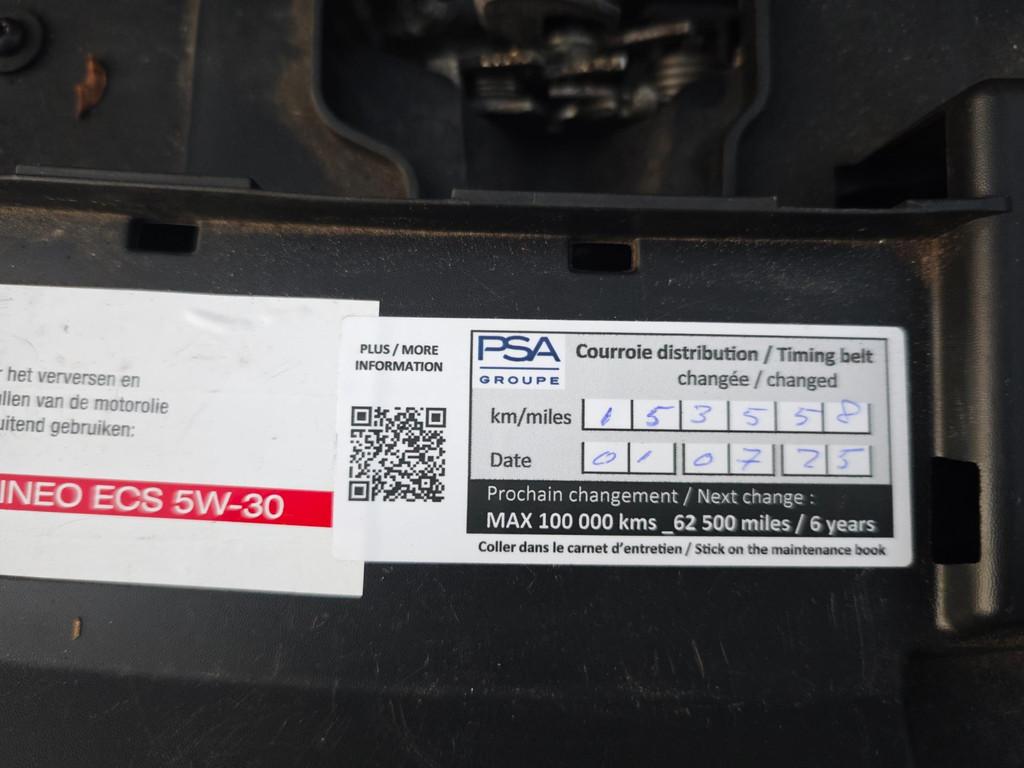 het verversen en
llen van de motorolie
uitend gebruiken:
INEO ECS 5W-30
PLUS / MORE
INFORMATION
PSA
GROUPE
Courroie distribution / Timing belt
changée / changed
km/miles 1 5 3 5 5 8
Date 0 1 0 7 2 5
Prochain changement / Next change :
MAX 100 000 kms _62 500 miles / 6 years
Coller dans le carnet d'entretien / Stick on the maintenance book